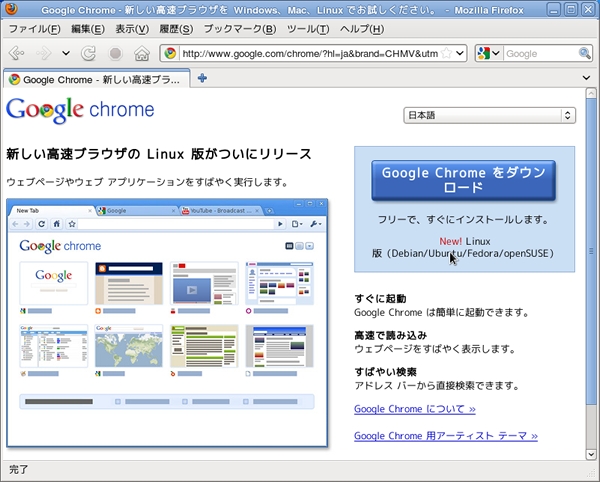 Google Chrome - 新しい高速ブラウザを Windows、Mac、Linux でお試しください。 - Mozilla Firefox
ファイル(F) 編集(E) 表示(V) 履歴(S) ブックマーク(B) ツール(T) ヘルプ(H)
http://www.google.com/chrome/?hl=ja&brand=CHMV&utm
Google
Google Chrome - 新しい高速ブラ...
Google chrome
日本語
新しい高速ブラウザの Linux 版がついにリリース
ウェブページやウェブ アプリケーションをすばやく実行します。
New Tab
Google
YouTube - Broadcast
Google chrome
Google
Google Chrome をダウン
ロード
フリーで、すぐにインストールします。
New! Linux
版 (Debian/Ubuntu/Fedora/openSUSE)
すぐに起動
Google Chrome は簡単に起動できます。
高速で読み込み
ウェブページをすばやく表示します。
すばやい検索
アドレス バーから直接検索できます。
Google Chrome について »
Google Chrome 用アーティスト テーマ »
完了